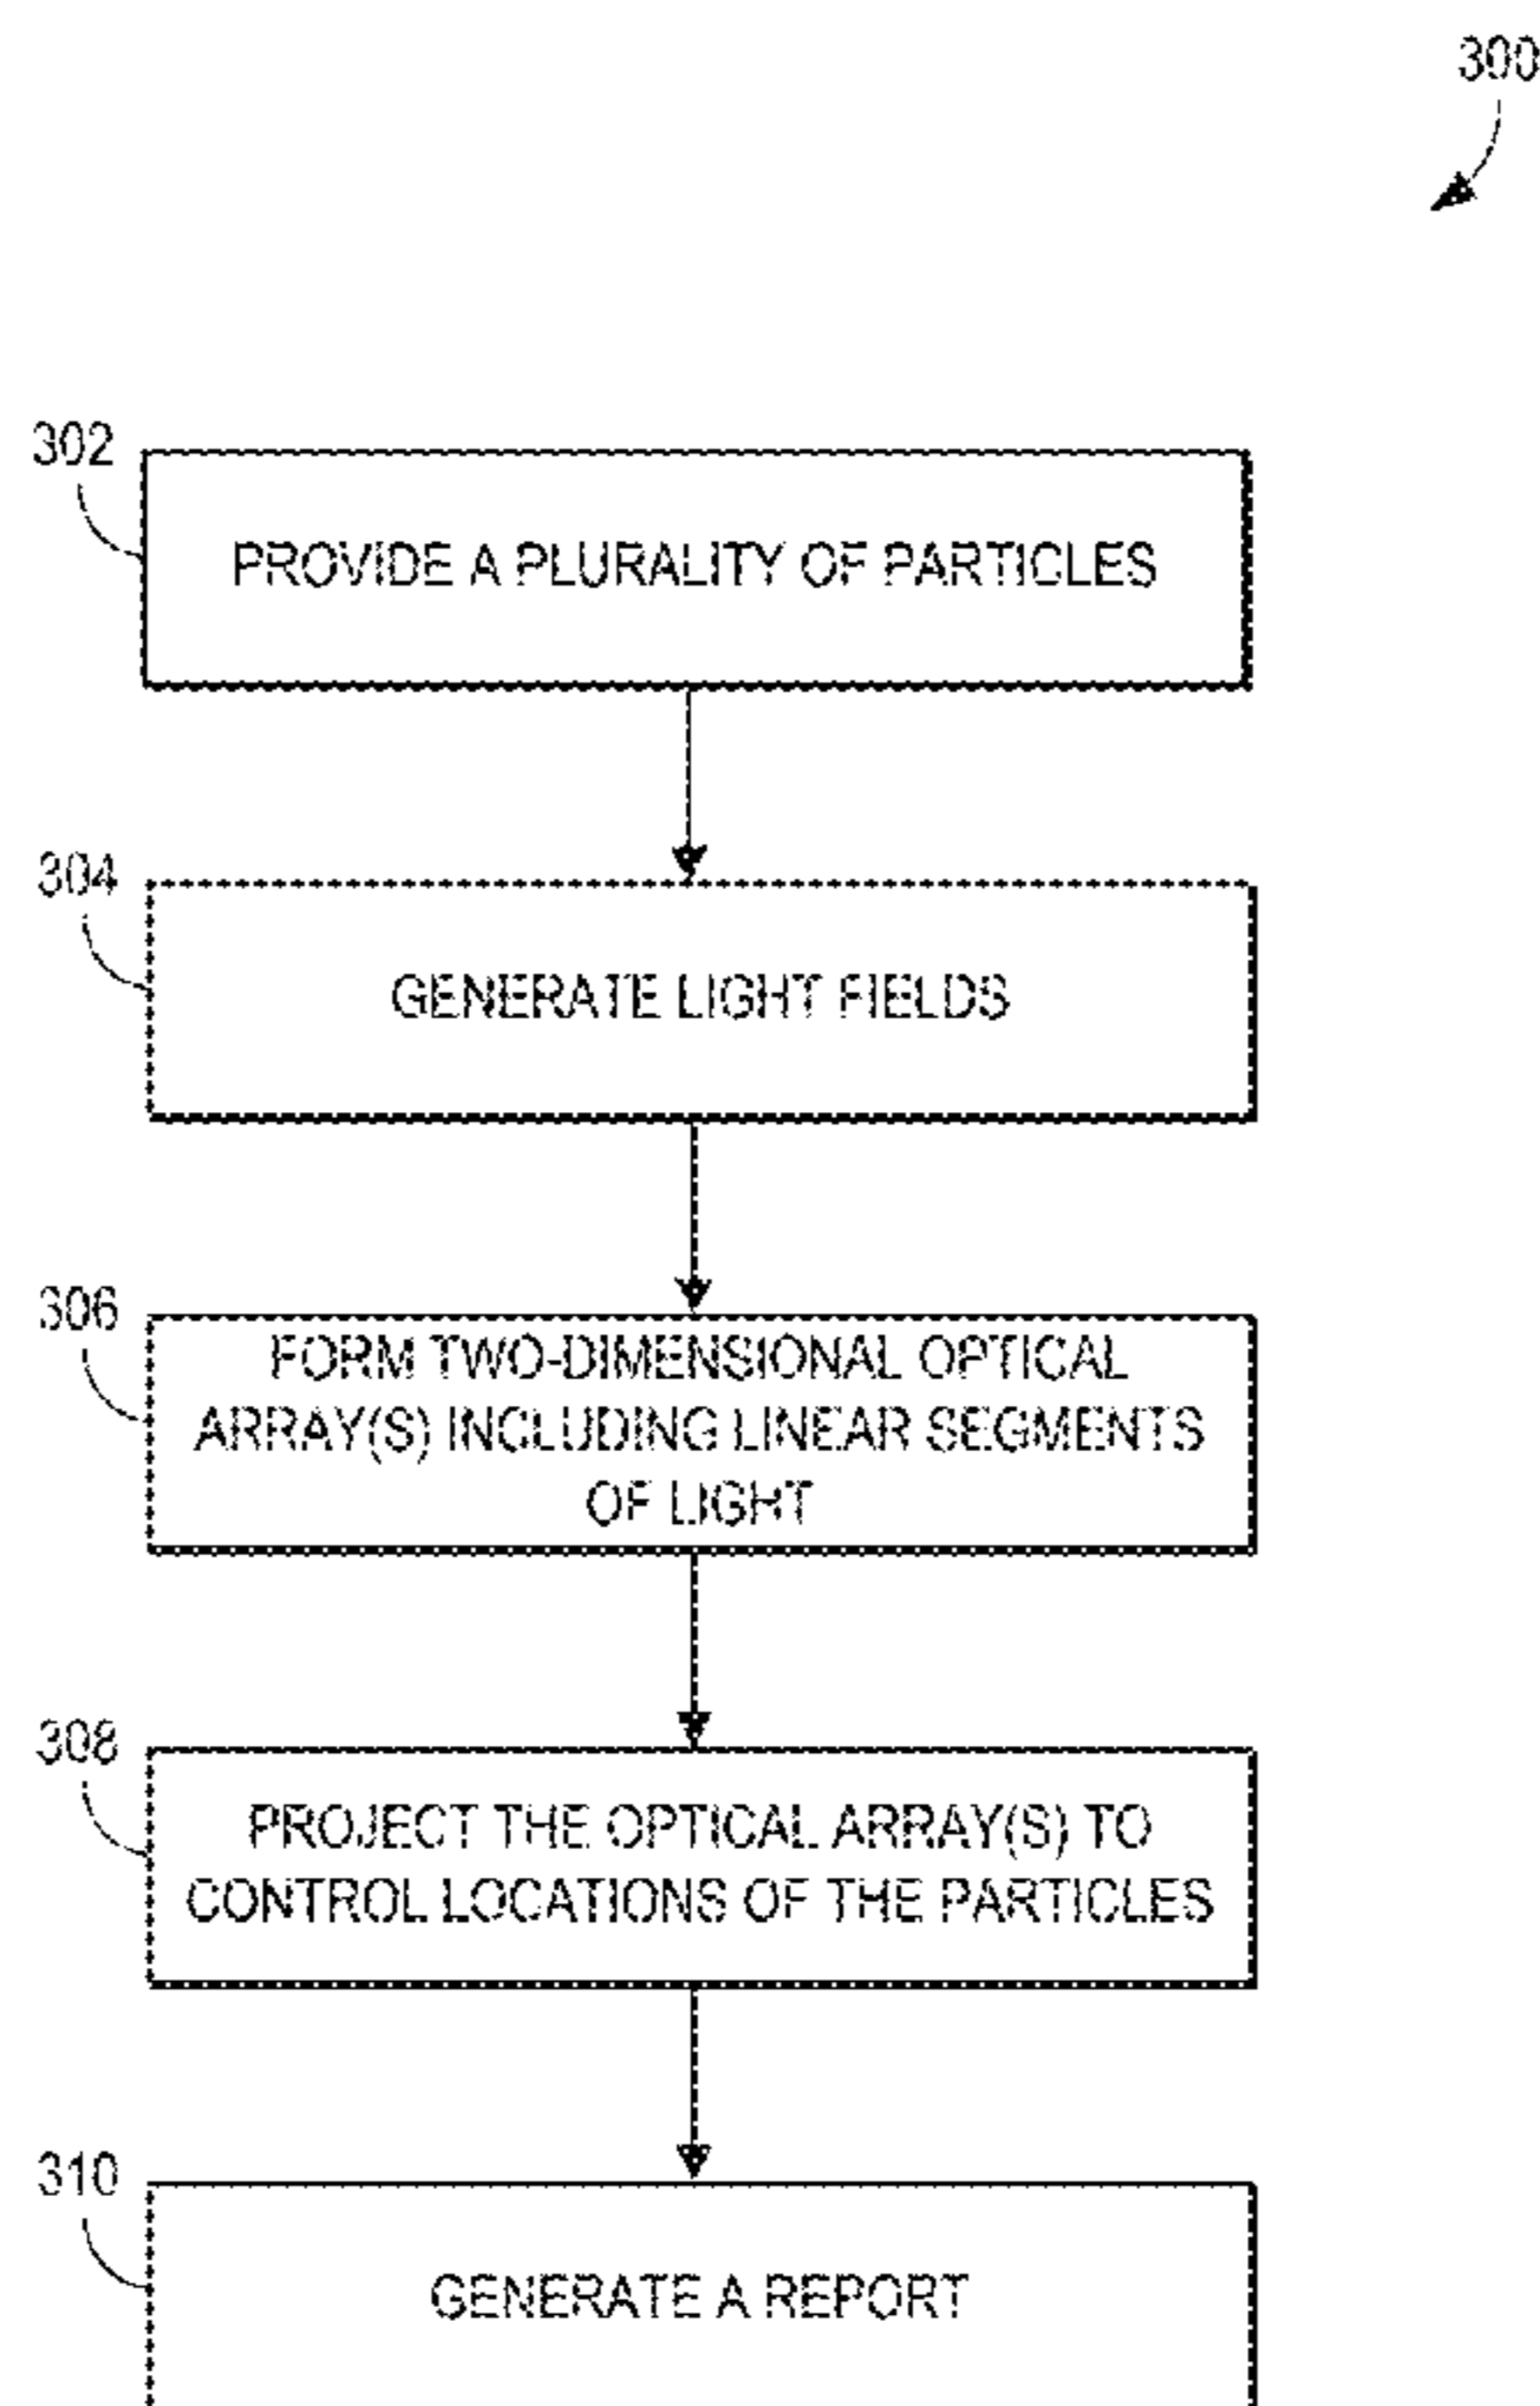 300
302
PROVIDE A PLURALITY OF PARTICLES
304
GENERATE LIGHT FIELDS
306
FORM TWO-DIMENSIONAL OPTICAL
ARRAY(S) INCLUDING LINEAR SEGMENTS
OF LIGHT
308
PROJECT THE OPTICAL ARRAY(S) TO
CONTROL LOCATIONS OF THE PARTICLES
310
GENERATE A REPORT